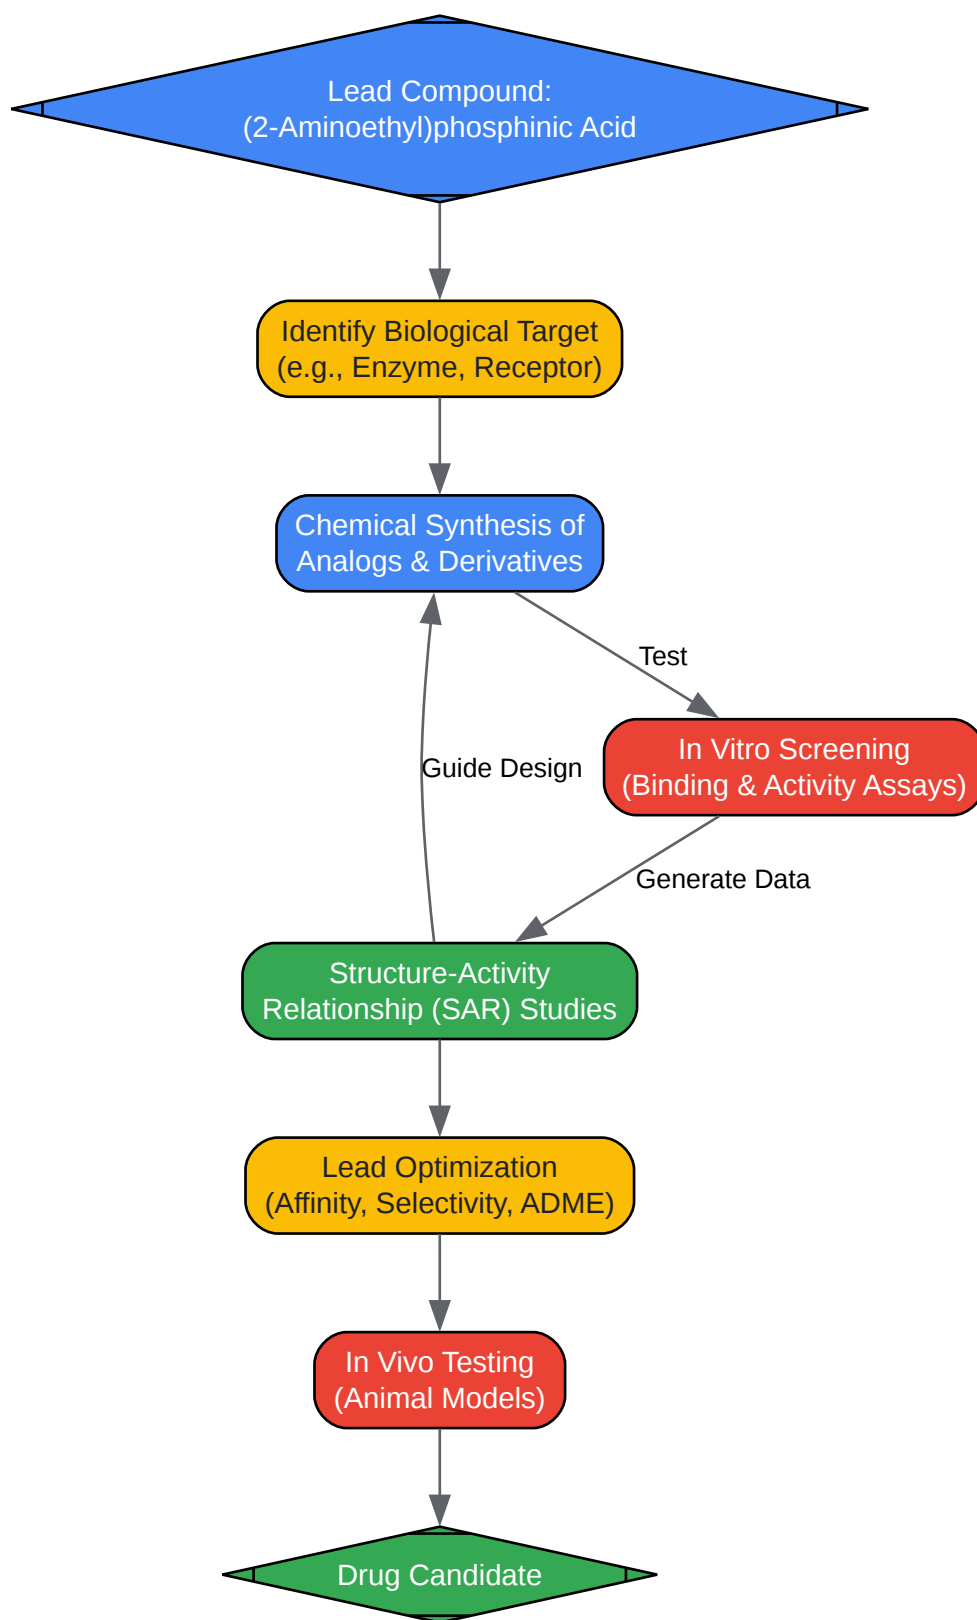 Lead Compound:
(2-Aminoethyl)phosphinic Acid
Identify Biological Target
(e.g., Enzyme, Receptor)
Chemical Synthesis of
Analogs & Derivatives
Test
In Vitro Screening
(Binding & Activity Assays)
Guide Design
Generate Data
Structure-Activity
Relationship (SAR) Studies
Lead Optimization
(Affinity, Selectivity, ADME)
In Vivo Testing
(Animal Models)
Drug Candidate